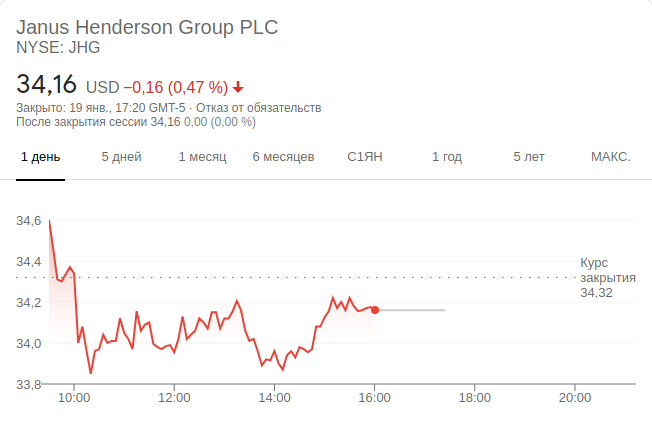 Janus Henderson Group PLC
NYSE: JHG
34,16 USD −0,16 (0,47 %)
Закрыто: 19 янв., 17:20 GMT-5 · Отказ от обязательств
После закрытия сессии 34,16 0,00 (0,00 %)
1 день 5 дней 1 месяц 6 месяцев С1ЯН 1 год 5 лет МАКС.
34,6
34,4
34,2
34,0
33,8
Курс
закрытия
34,32
10:00 12:00 14:00 16:00 18:00 20:00